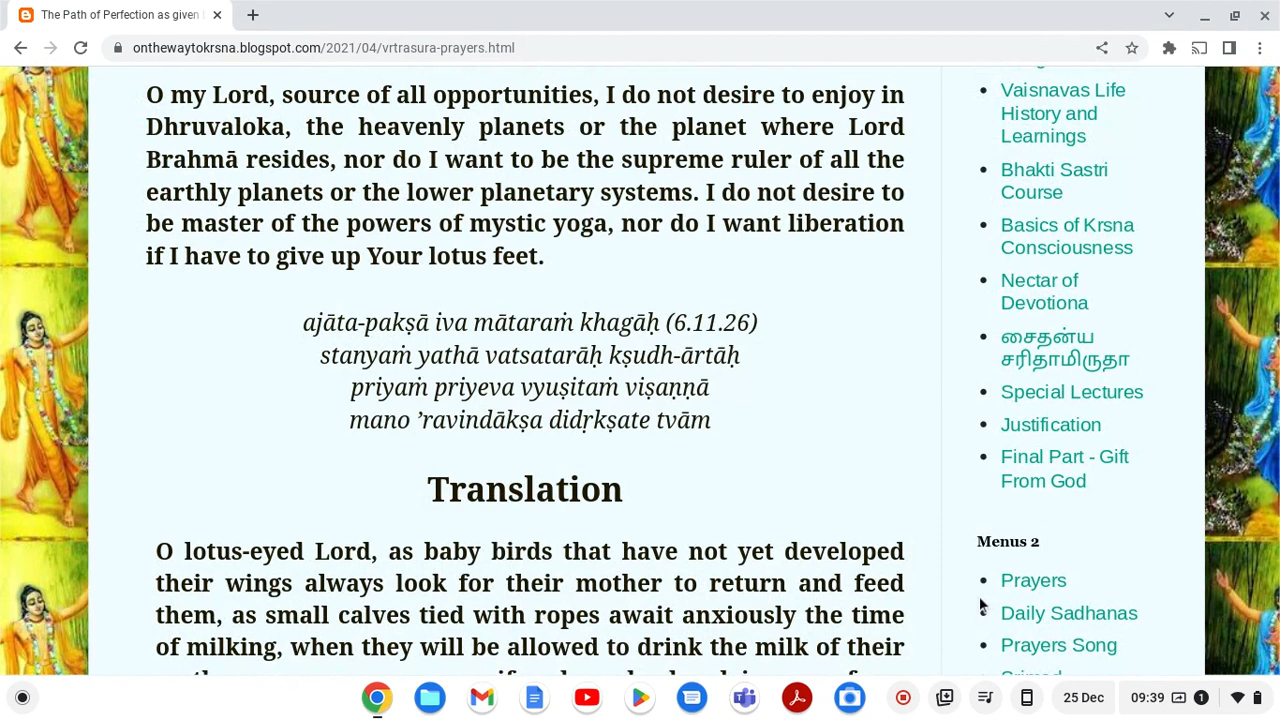 The Path of Perfection as given
onthewaytokrsna.blogspot.com/2021/04/vrtrasura-prayers.html
O my Lord, source of all opportunities, I do not desire to enjoy in
Dhruvaloka, the heavenly planets or the planet where Lord
Brahmā resides, nor do I want to be the supreme ruler of all the
earthly planets or the lower planetary systems. I do not desire to
be master of the powers of mystic yoga, nor do I want liberation
if I have to give up Your lotus feet.
ajāta-pakṣā iva mātaraṁ khagāḥ (6.11.26)
stanyaṁ yathā vatsatarāḥ kṣudh-ārtāḥ
priyaṁ priyeva vyuṣitaṁ viṣaṇṇā
mano ’ravindākṣa didṛkṣate tvām
Translation
O lotus-eyed Lord, as baby birds that have not yet developed
their wings always look for their mother to return and feed
them, as small calves tied with ropes await anxiously the time
of milking, when they will be allowed to drink the milk of their
Vaisnavas Life
History and
Learnings
Bhakti Sastri
Course
Basics of Krsna
Consciousness
Nectar of
Devotiona
சைதன்ய
சரிதாமிருதா
Special Lectures
Justification
Final Part - Gift
From God
Menus 2
Prayers
Daily Sadhanas
Prayers Song
Srimad
25 Dec
09:39
1